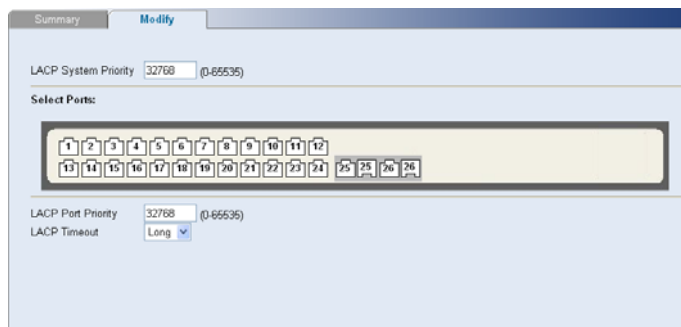 Summary Modify
LACP System Priority 32768 (0-65535)
Select Ports:
1 2 3 4 5 6 7 8 9 10 11 12
13 14 15 16 17 18 19 20 21 22 23 24 25 25 26 26
LACP Port Priority 32768 (0-65535)
LACP Timeout Long